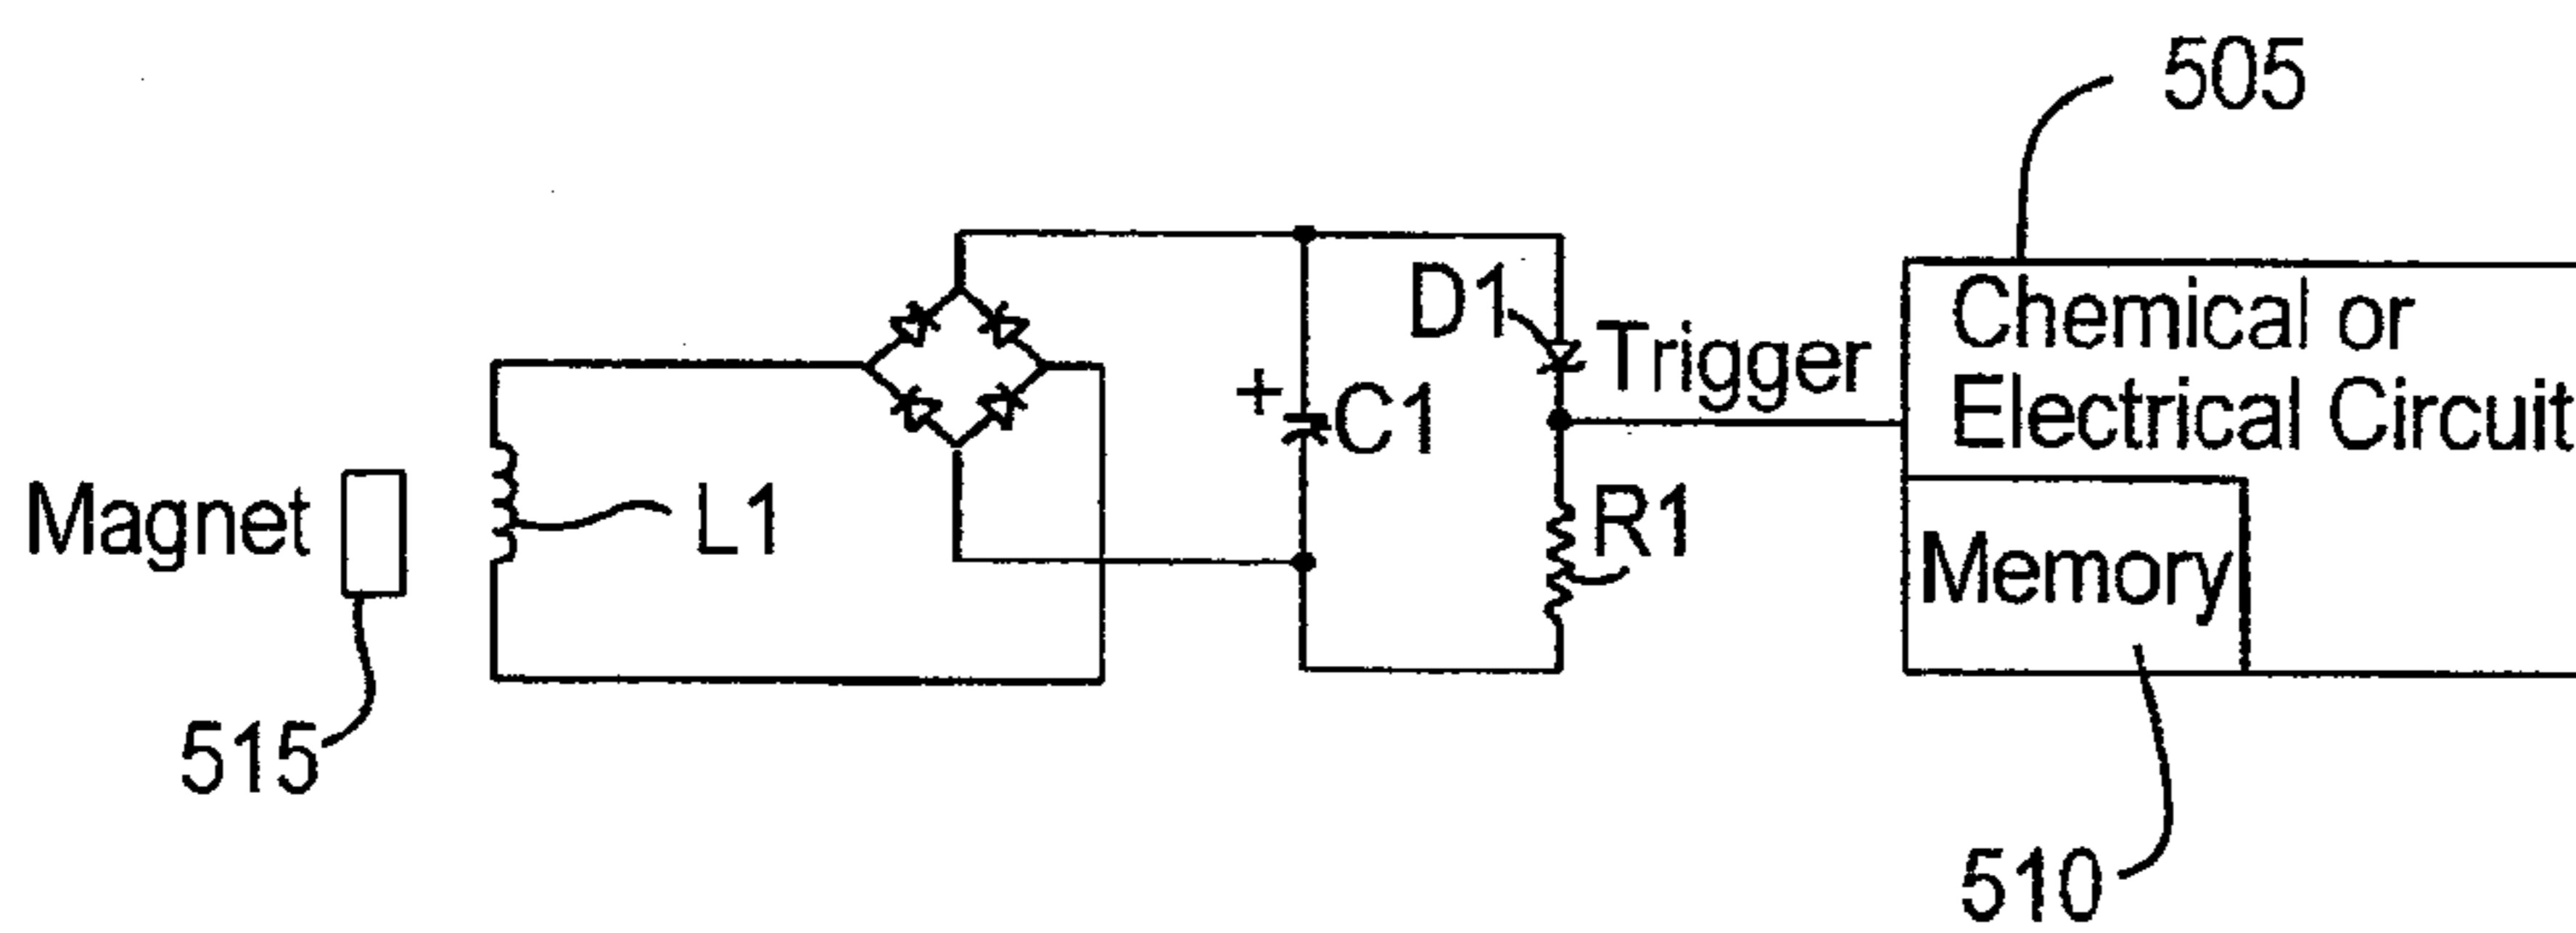 505
D1
Trigger
Chemical or
Electrical Circuit
+
C1
Magnet
L1
R1
Memory
515
510